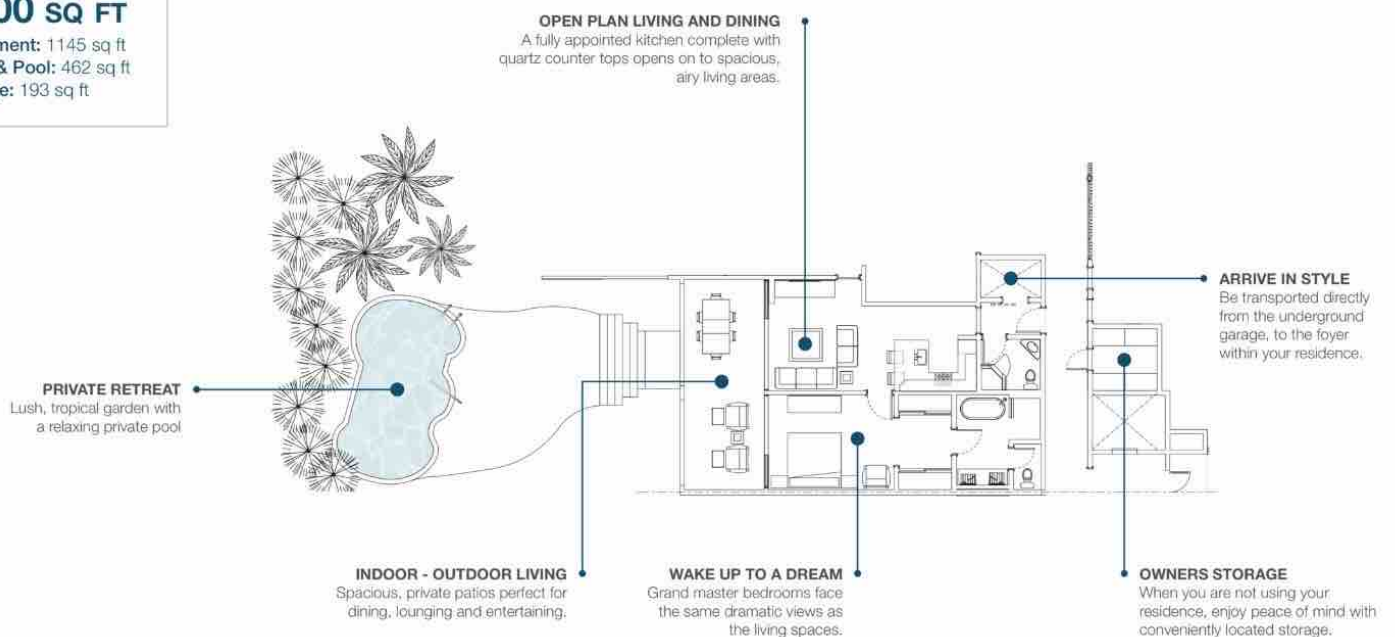 00 SQ FT
ment: 1145 sq ft
& Pool: 462 sq ft
e: 193 sq ft
OPEN PLAN LIVING AND DINING
A fully appointed kitchen complete with
quartz counter tops opens on to spacious,
airy living areas.
ARRIVE IN STYLE
Be transported directly
from the underground
garage, to the foyer
within your residence.
PRIVATE RETREAT
Lush, tropical garden with
a relaxing private pool
INDOOR - OUTDOOR LIVING
Spacious, private patios perfect for
dining, lounging and entertaining.
WAKE UP TO A DREAM
Grand master bedrooms face
the same dramatic views as
the living spaces.
OWNERS STORAGE
When you are not using your
residence, enjoy peace of mind with
conveniently located storage.